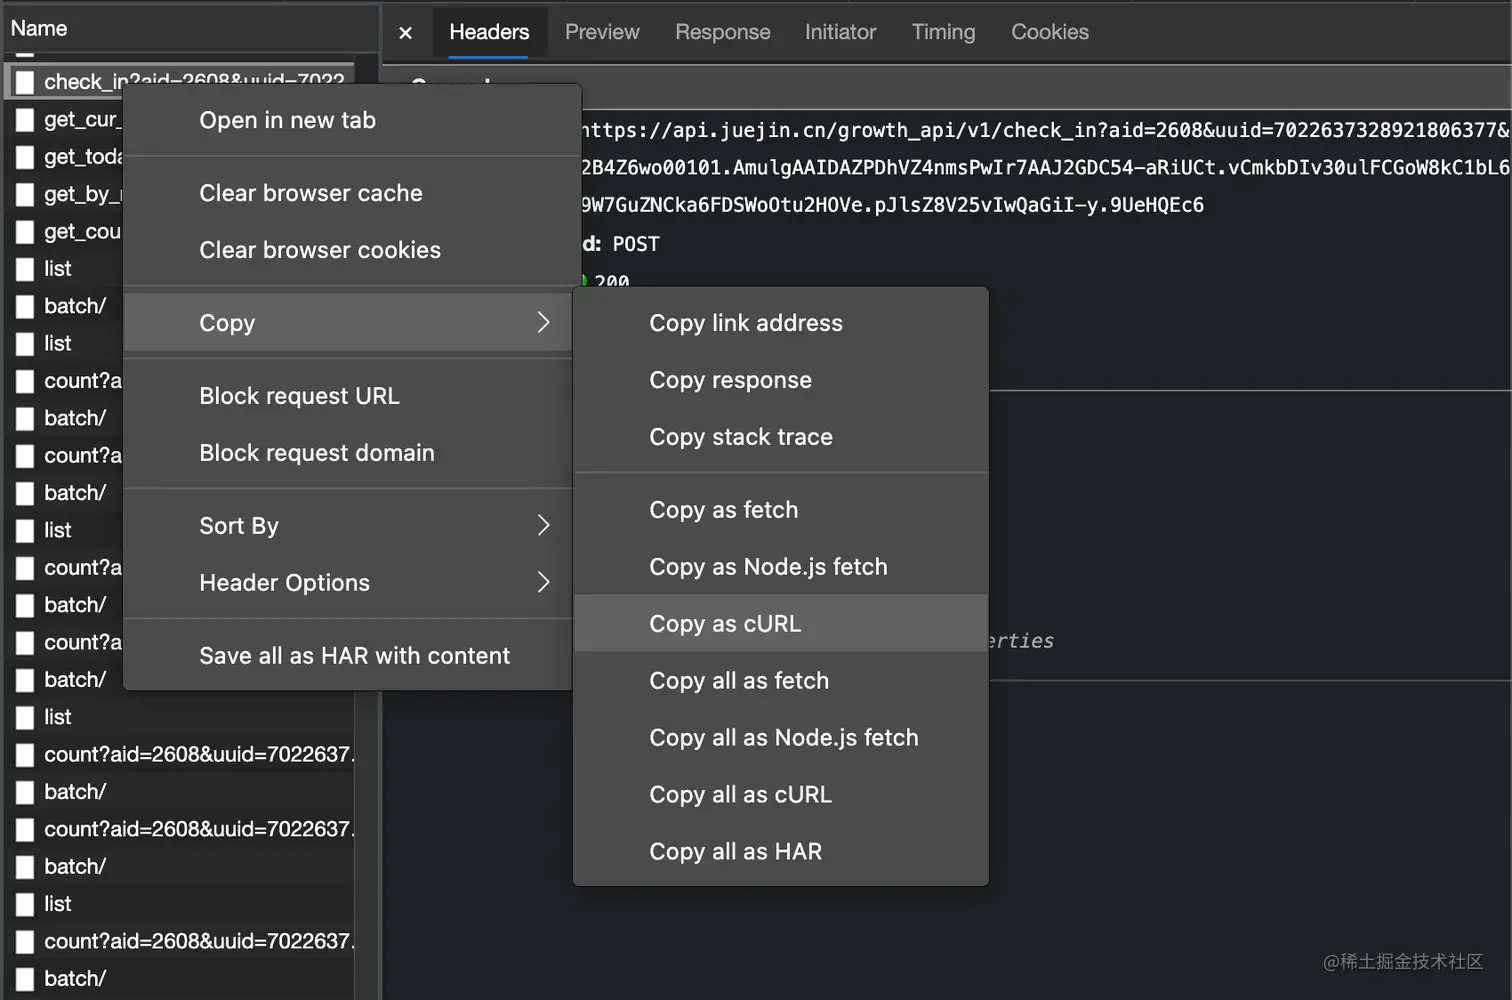 Name
Headers
Preview
Response
Initiator
Timing
Cookies
check_in?aid=2608&uuid=7022
get_cur_
get_toda
get_by_
get_cou
list
batch/
list
count?a
batch/
count?a
batch/
list
count?a
batch/
count?a
batch/
list
count?aid=2608&uuid=7022637.
batch/
count?aid=2608&uuid=7022637.
batch/
list
count?aid=2608&uuid=7022637.
batch/
Open in new tab
Clear browser cache
Clear browser cookies
Copy
Block request URL
Block request domain
Sort By
Header Options
Save all as HAR with content
https://api.juejin.cn/growth_api/v1/check_in?aid=2608&uuid=7022637328921806377&
2B4Z6wo00101.AmulgAAIDAZPDhVZ4nmsPwIr7AAJ2GDC54-aRiUCt.vCmkbDIv30ulFCGoW8kC1bL6
9W7GuZNCka6FDSWoOtu2HOVe.pJlsZ8V25vIwQaGiI-y.9UeHQEc6
d: POST
200
Copy link address
Copy response
Copy stack trace
Copy as fetch
Copy as Node.js fetch
Copy as cURL
Copy all as fetch
Copy all as Node.js fetch
Copy all as cURL
Copy all as HAR
erties
@稀土掘金技术社区